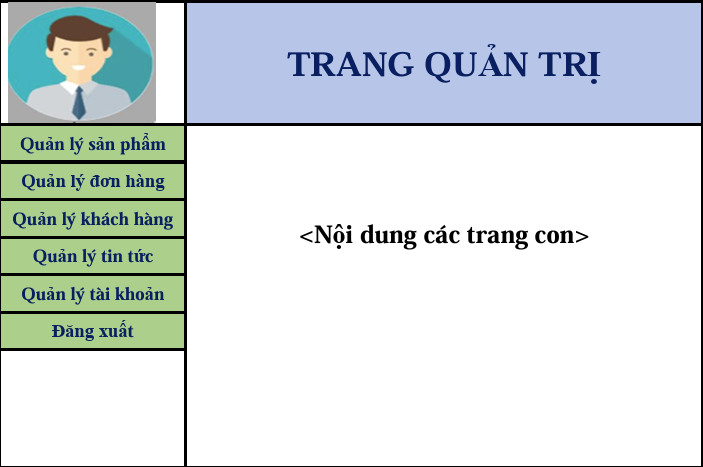 TRANG QUẢN TRỊ
Quản lý sản phẩm
Quản lý đơn hàng
Quản lý khách hàng
Quản lý tin tức
Quản lý tài khoản
Đăng xuất
<Nội dung các trang con>